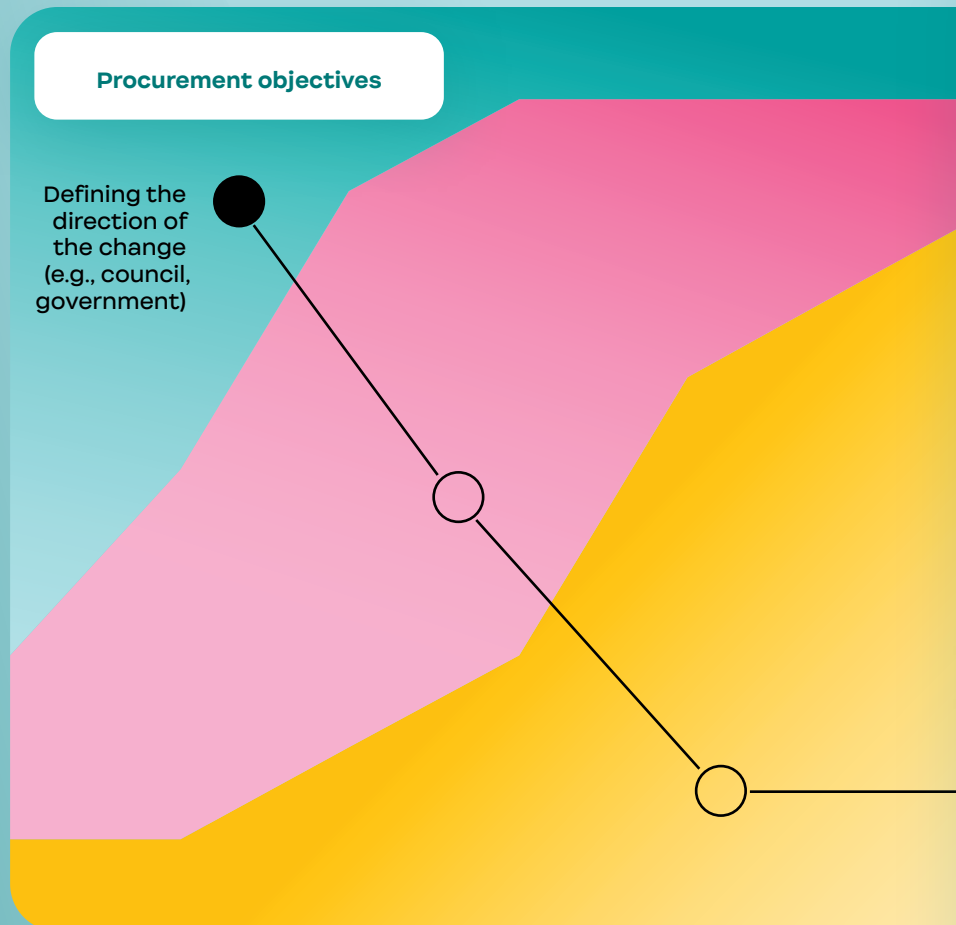 Procurement objectives
Defining the
direction of
the change
(e.g., council,
government)